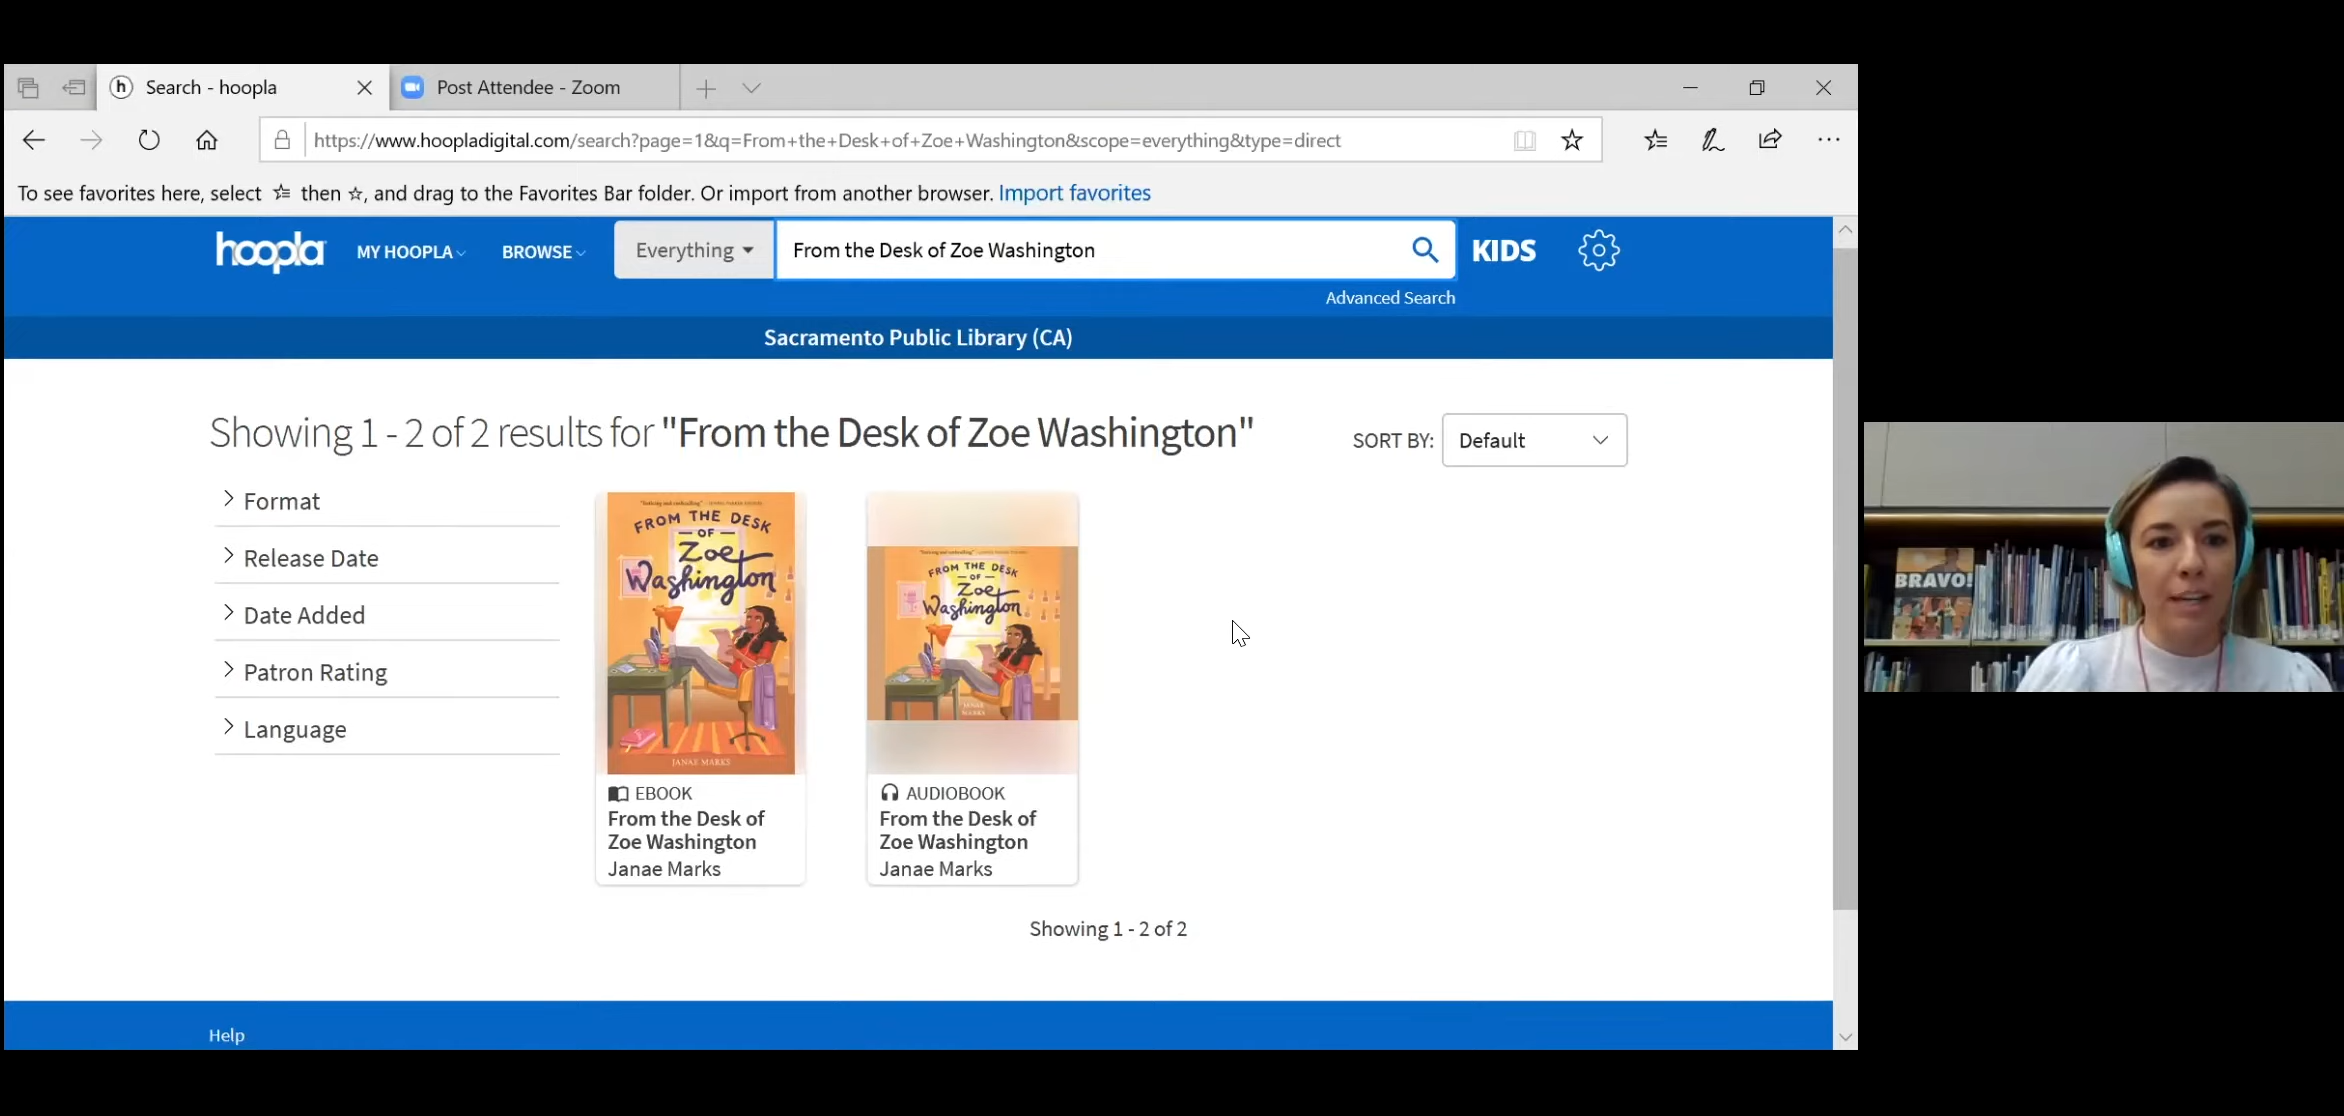 Search - hoopla
Post Attendee - Zoom
https://www.hoopladigital.com/search?page=1&q=From+the+Desk+of+Zoe+Washington&scope=everything&type=direct
To see favorites here, select then , and drag to the Favorites Bar folder. Or import from another browser. Import favorites
hoopla MY HOOPLA BROWSE Everything From the Desk of Zoe Washington KIDS
Advanced Search
Sacramento Public Library (CA)
Showing 1 - 2 of 2 results for "From the Desk of Zoe Washington"
SORT BY: Default
Format
Release Date
Date Added
Patron Rating
Language
FROM THE DESK
OF
Zoe
Washington
JANAE MARKS
EBOOK
From the Desk of
Zoe Washington
Janae Marks
FROM THE DESK
OF
Zoe
Washington
JANAE
MARKS
AUDIOBOOK
From the Desk of
Zoe Washington
Janae Marks
Showing 1 - 2 of 2
Help
BRAVO!